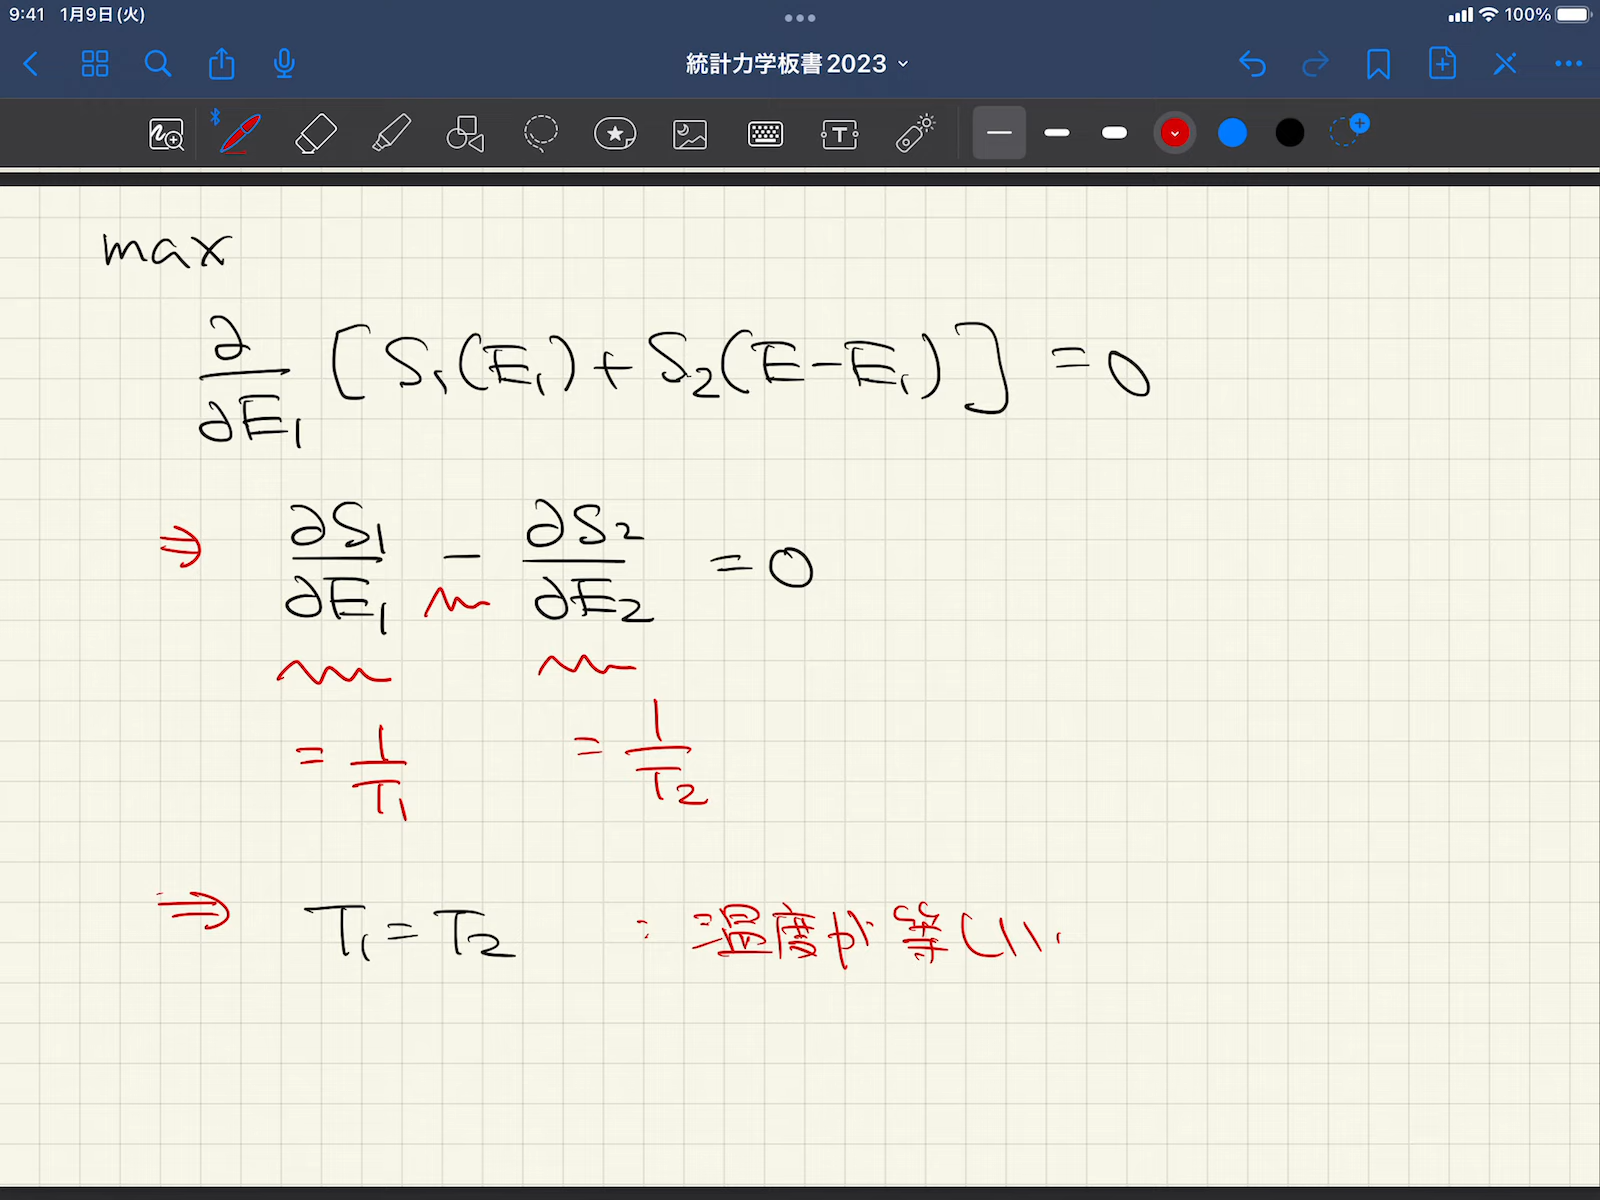 9:41 1月9日(火)
100%
統計力学板書2023
T
max
∂/∂E₁ [S₁(E₁)+S₂(E−E₁)] = 0
⇒ ∂S₁/∂E₁ − ∂S₂/∂E₂ = 0
= 1/T₁ = 1/T₂
⇒ T₁ = T₂ : 温度が等しい.